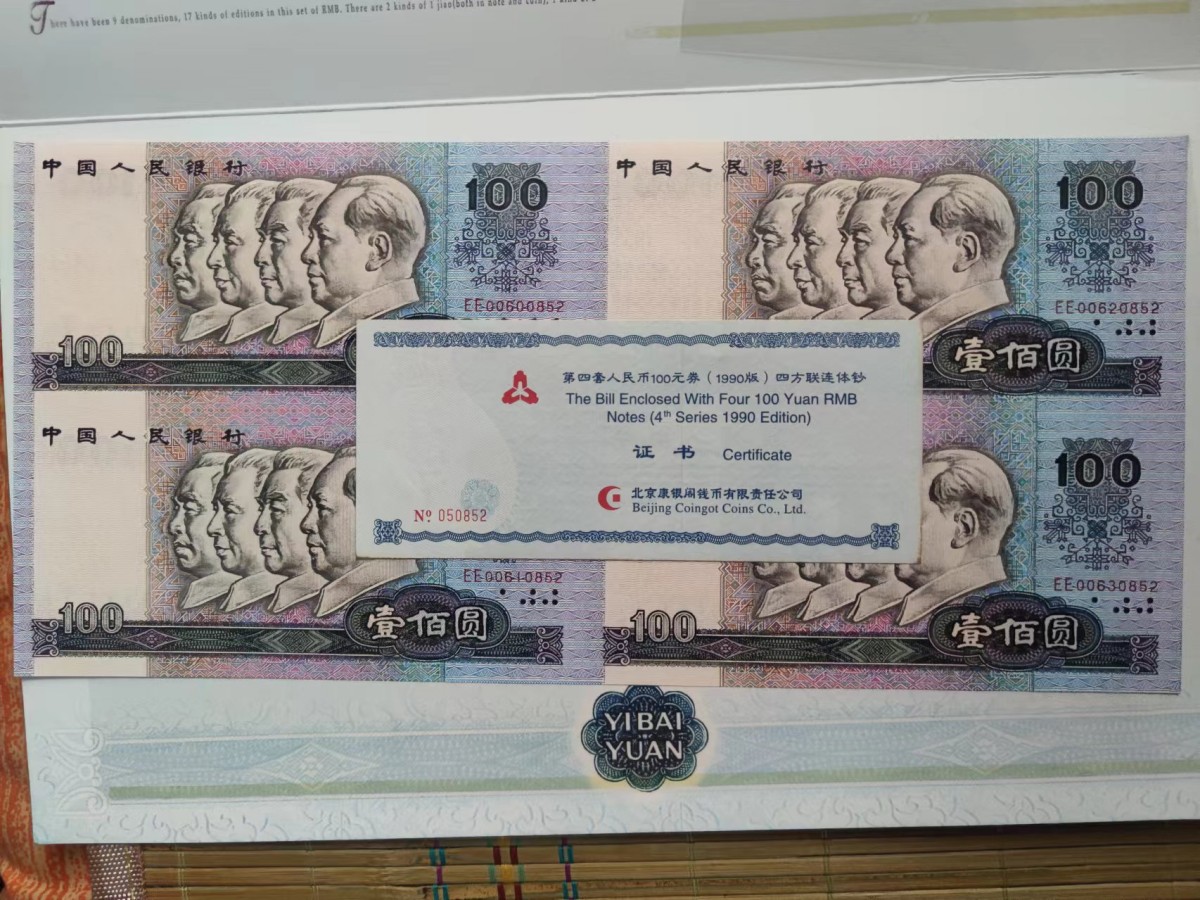 There have been 9 denominations, 17 kinds of editions in this set of RMB. There are 2 kinds of 1 jiao(both in note and coin), 1 kind of
中国人民银行
100
EE00600852
100
中国人民银行
100
EE00620852
壹佰圆
第四套人民币100元券（1990版）四方联连体钞
The Bill Enclosed With Four 100 Yuan RMB
Notes (4th Series 1990 Edition)
证书 Certificate
北京康银阁钱币有限责任公司
Beijing Coingot Coins Co., Ltd.
Nº 050852
中国人民银行
EE00610852
100
壹佰圆
100
EE00630852
100
壹佰圆
YI BAI
YUAN